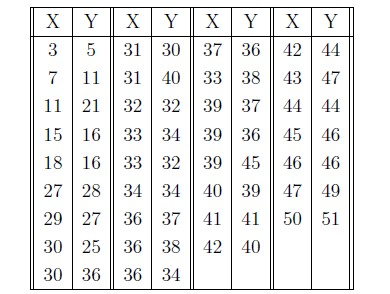 X Y X Y X Y X Y
3 5 31 30 37 36 42 44
7 11 31 40 33 38 43 47
11 21 32 32 39 37 44 44
15 16 33 34 39 36 45 46
18 16 33 32 39 45 46 46
27 28 34 34 40 39 47 49
29 27 36 37 41 41 50 51
30 25 36 38 42 40
30 36 36 34